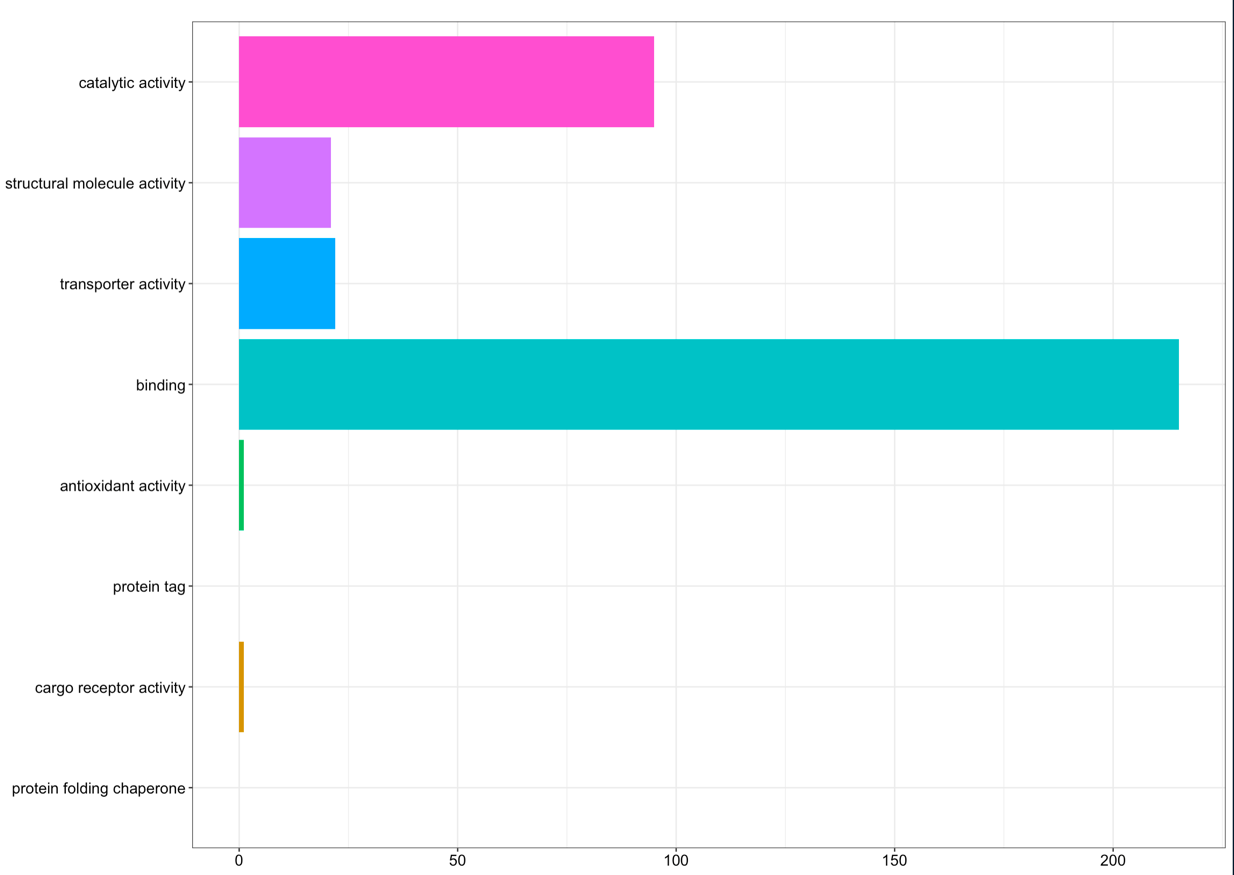 catalytic activity
structural molecule activity
transporter activity
binding
antioxidant activity
protein tag
cargo receptor activity
protein folding chaperone
0 50 100 150 200